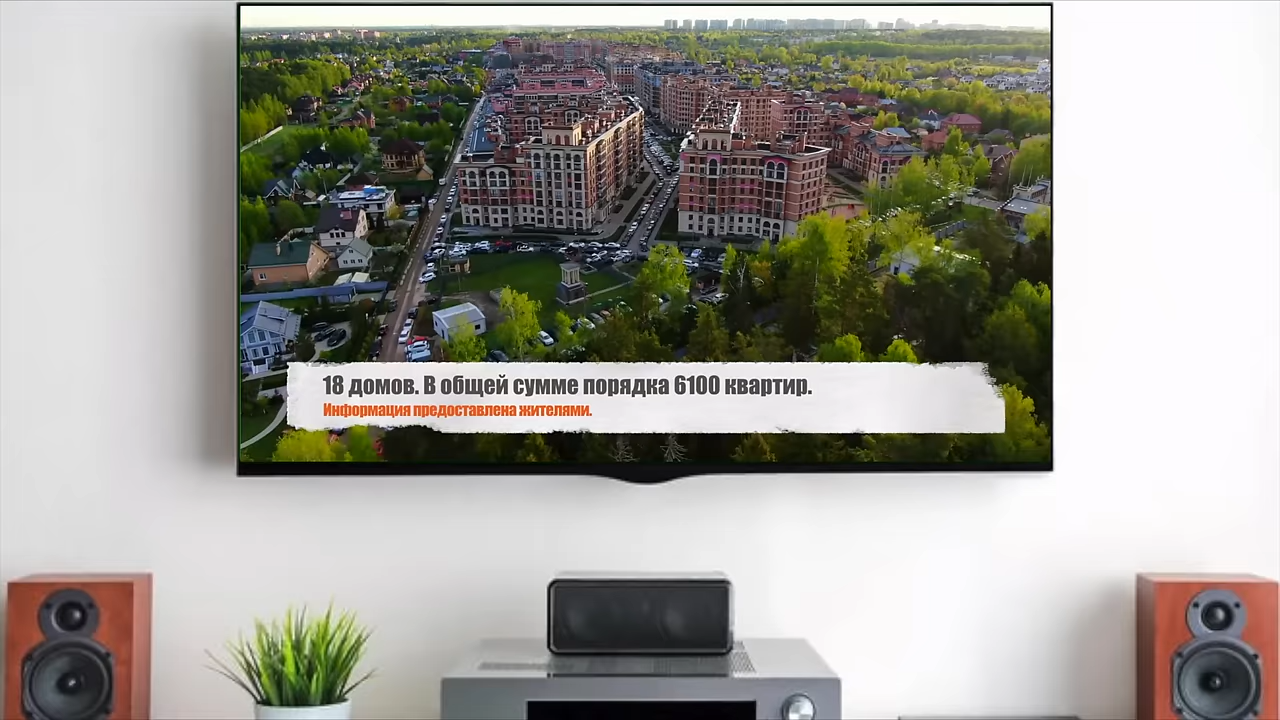 18 домов. В общей сумме порядка 6100 квартир.
Информация предоставлена жителями.